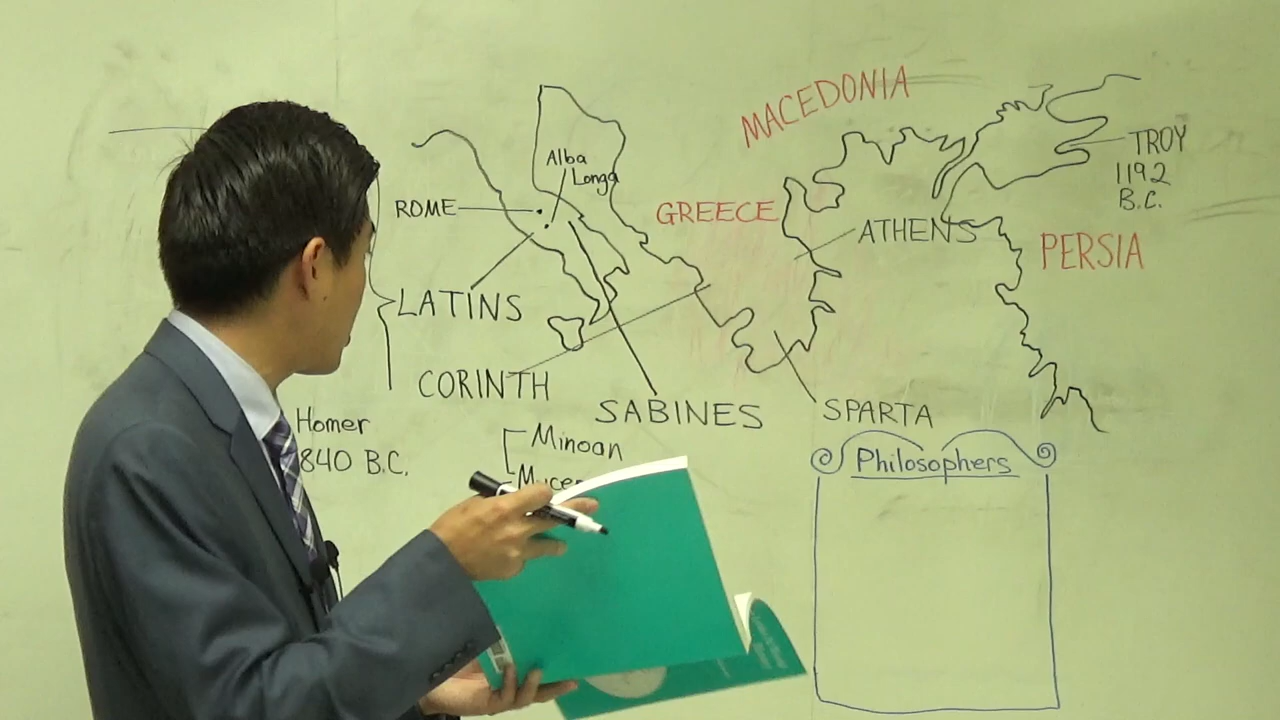 MACEDONIA
TROY
1192
B.C.
Alba
Longa
ROME
GREECE
ATHENS
PERSIA
LATINS
CORINTH
SABINES
SPARTA
Homer
840 B.C.
Minoan
Philosophers